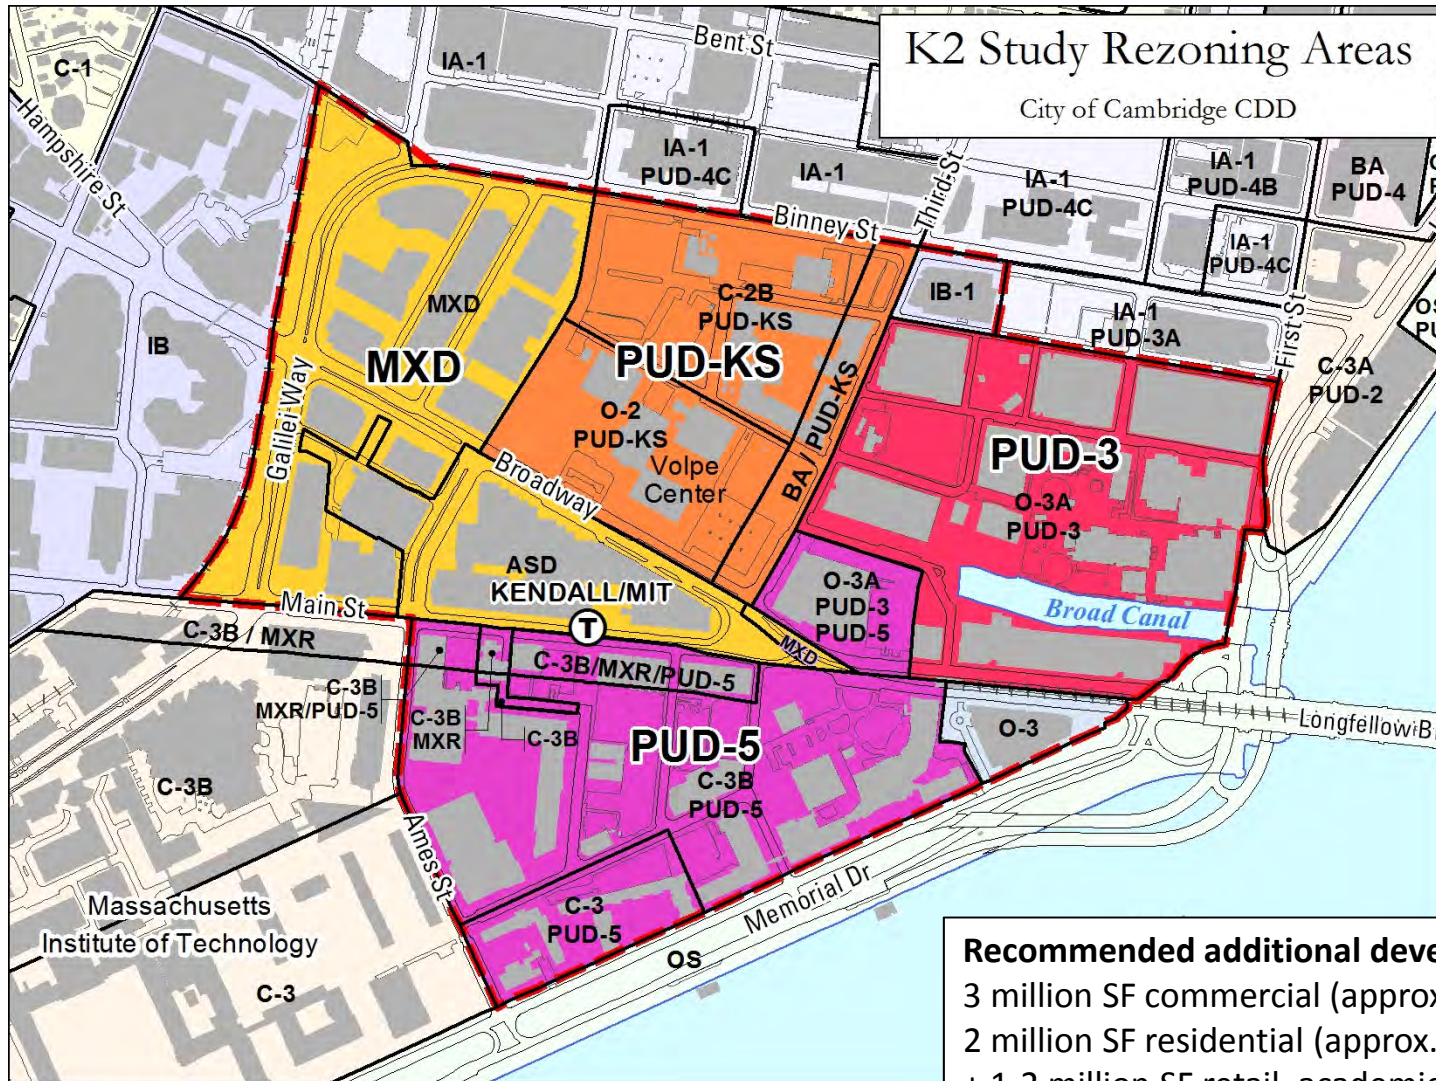 K2 Study Rezoning Areas
City of Cambridge CDD
C-1
Hampshire St
IA-1
Bent St
IA-1
PUD-4C
IA-1
Third St
IA-1
PUD-4C
IA-1
PUD-4B
BA
PUD-4
IA-1
PUD-4C
Binney St
IB-1
IA-1
PUD-3A
First St
C-3A
PUD-2
IB
Galilei Way
MXD
MXD
C-2B
PUD-KS
PUD-KS
O-2
PUD-KS
Volpe
Center
BA / PUD-KS
Broadway
PUD-3
O-3A
PUD-3
Broad Canal
O-3A
PUD-3
PUD-5
ASD
KENDALL/MIT
T
MXD
Main St
C-3B / MXR
C-3B/MXR/PUD-5
C-3B
MXR/PUD-5
C-3B
MXR
C-3B
PUD-5
C-3B
PUD-5
O-3
C-3B
Ames St
C-3
PUD-5
Memorial Dr
OS
Massachusetts
Institute of Technology
C-3
Recommended additional
3 million SF commercial
2 million SF residential (approx.
SF retail,